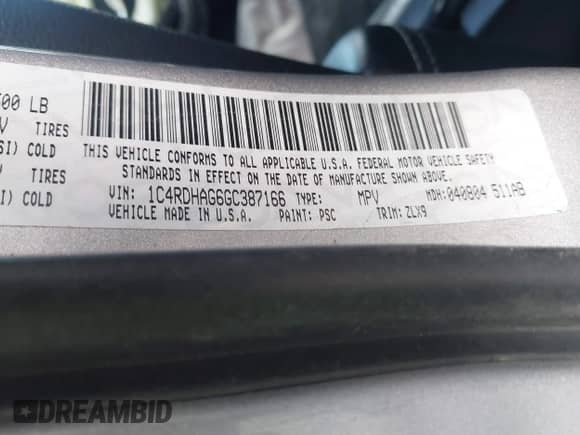 500 LB
TIRES
SI) COLD
TIRES
SI) COLD
THIS VEHICLE CONFORMS TO ALL APPLICABLE U.S.A. FEDERAL MOTOR VEHICLE SAFETY
STANDARDS IN EFFECT ON THE DATE OF MANUFACTURE SHOWN ABOVE.
VIN: 1C4RDHAG6GC387166 TYPE: MPV MDH:040804 511AB
VEHICLE MADE IN U.S.A. PAINT: PSC TRIM: ZLX9
DREAMBID